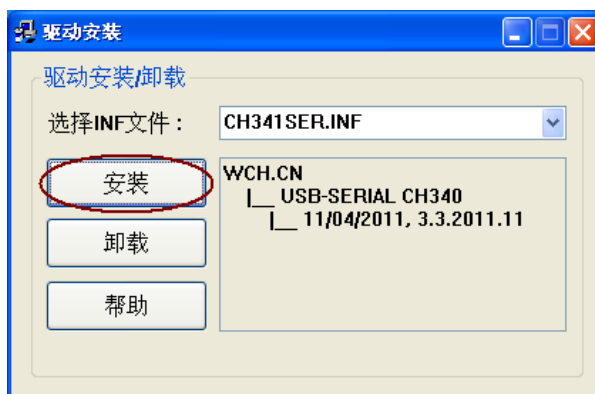 驱动安装
驱动安装/卸载
选择INF文件：
CH341SER.INF
安装
WCH.CN
|__ USB-SERIAL CH340
|__ 11/04/2011, 3.3.2011.11
卸载
帮助